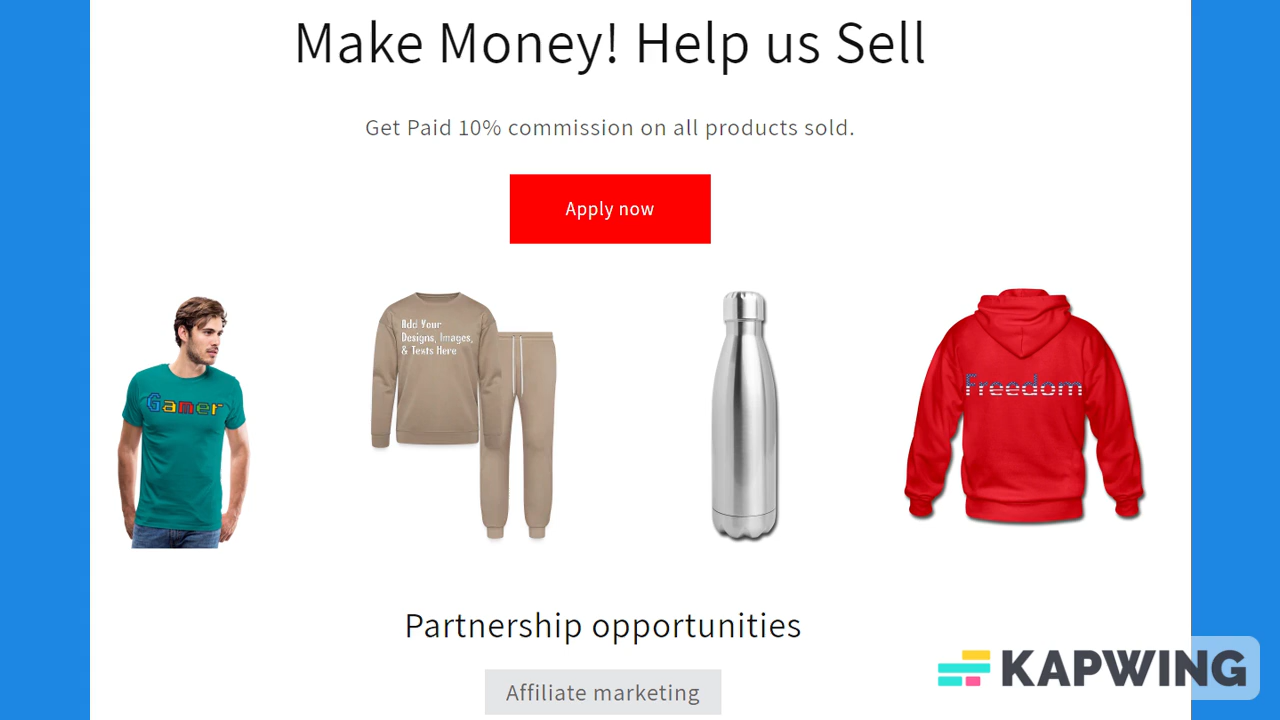 Make Money! Help us Sell
Get Paid 10% commission on all products sold.
Apply now
Gamer
Add Your
Designs, Images,
& Texts Here
Freedom
Partnership opportunities
Affiliate marketing
KAPWING